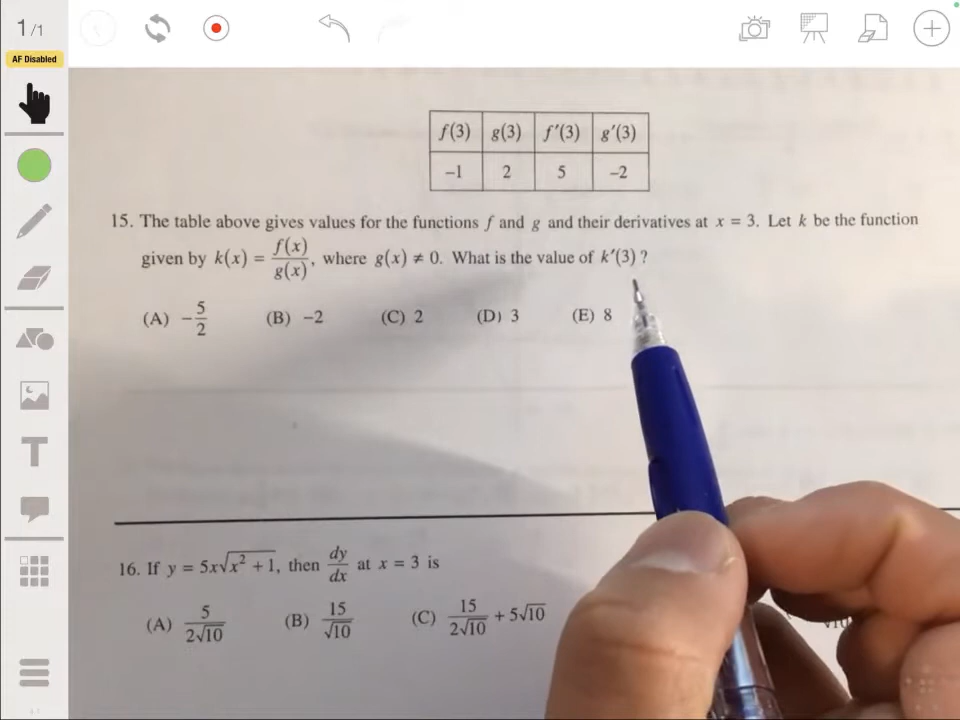 1/1
AF Disabled
f(3) g(3) f′(3) g′(3)
−1 2 5 −2
15. The table above gives values for the functions f and g and their derivatives at x = 3. Let k be the function
given by k(x) = f(x)/g(x), where g(x) ≠ 0. What is the value of k′(3) ?
(A) −5/2 (B) −2 (C) 2 (D) 3 (E) 8
16. If y = 5x√(x² + 1), then dy/dx at x = 3 is
(A) 5/(2√10) (B) 15/√10 (C) 15/(2√10) + 5√10
T